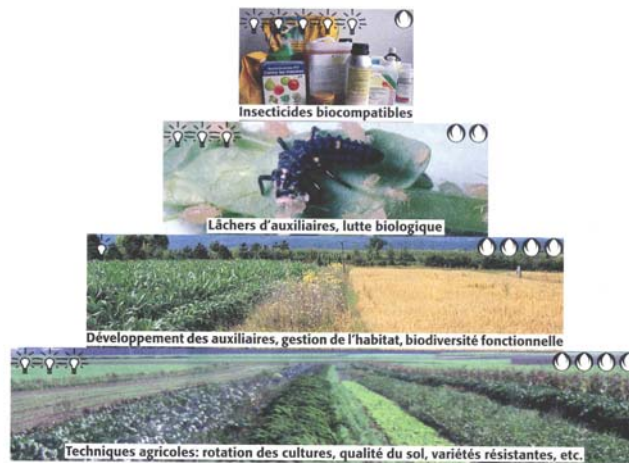 Insecticides biocompatibles
Lâchers d'auxiliaires, lutte biologique
Développement des auxiliaires, gestion de l'habitat, biodiversité fonctionnelle
Techniques agricoles: rotation des cultures, qualité du sol, variétés résistantes, etc.